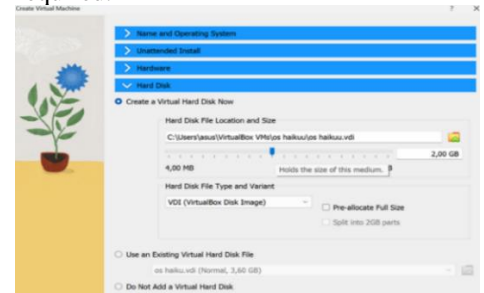 Create Virtual Machine
? ×
Name and Operating System
Unattended Install
Hardware
Hard Disk
Create a Virtual Hard Disk Now
Hard Disk File Location and Size
C:\Users\asus\VirtualBox VMs\os haikuu\os haikuu.vdi
2,00 GB
4,00 MB
Holds the size of this medium.
Hard Disk File Type and Variant
VDI (VirtualBox Disk Image)
Pre-allocate Full Size
Split into 2GB parts
Use an Existing Virtual Hard Disk File
os haiku.vdi (Normal, 3,60 GB)
Do Not Add a Virtual Hard Disk